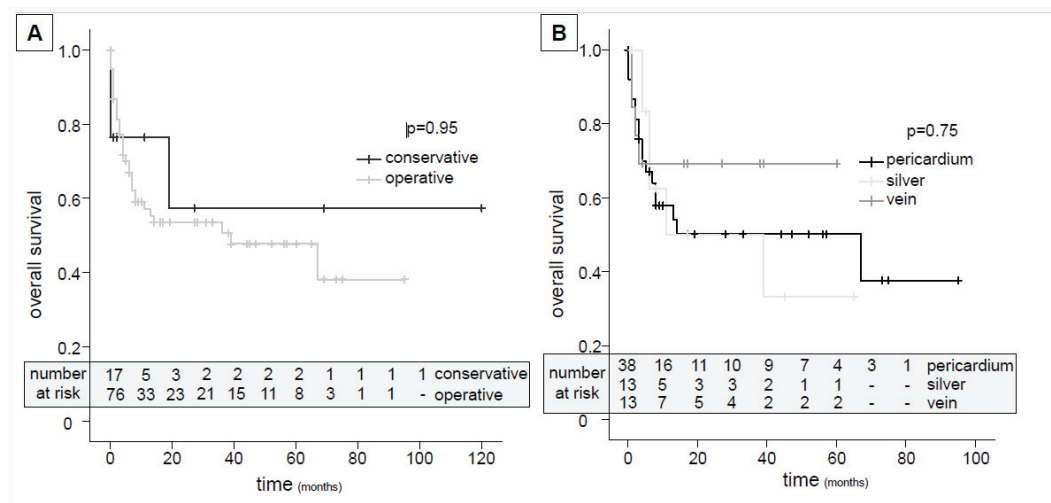 A
overall survival
1.0
0.8
0.6
0.4
0.2
0
p=0.95
conservative
operative
number at risk
17 5 3 2 2 2 2 1 1 1 1 conservative
76 33 23 21 15 11 8 3 1 1 - operative
0 20 40 60 80 100 120
time (months)
B
overall survival
1.0
0.8
0.6
0.4
0.2
0
p=0.75
pericardium
silver
vein
number at risk
38 16 11 10 9 7 4 3 1 pericardium
13 5 3 3 2 1 1 - - silver
13 7 5 4 2 2 2 - - vein
0 20 40 60 80 100
time (months)